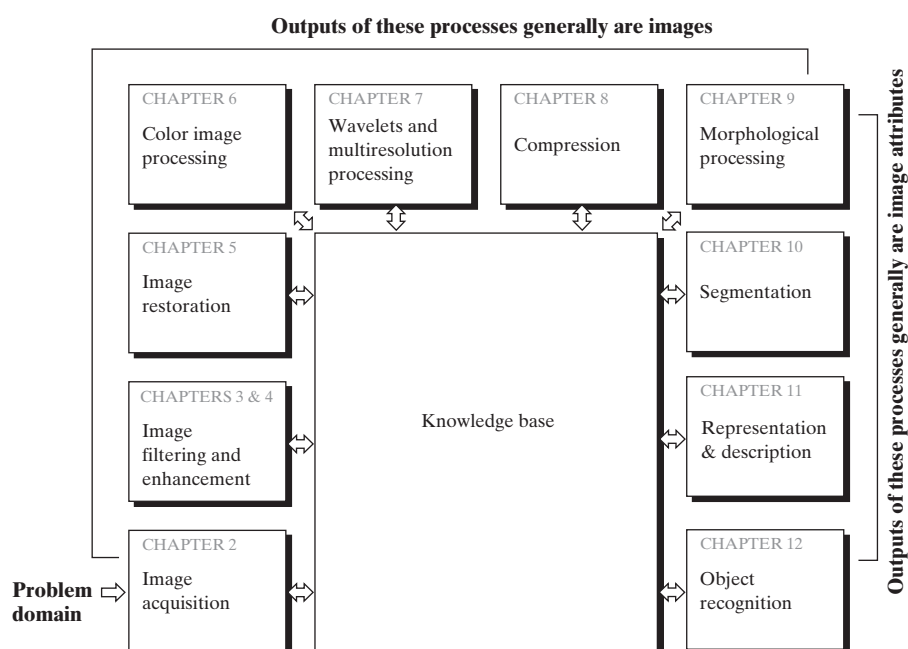 Outputs of these processes generally are images
CHAPTER 6
Color image
processing
CHAPTER 7
Wavelets and
multiresolution
processing
CHAPTER 8
Compression
CHAPTER 9
Morphological
processing
CHAPTER 5
Image
restoration
CHAPTER 10
Segmentation
CHAPTERS 3 & 4
Image
filtering and
enhancement
Knowledge base
CHAPTER 11
Representation
& description
CHAPTER 2
Image
acquisition
CHAPTER 12
Object
recognition
Problem
domain
Outputs of these processes generally are image attributes